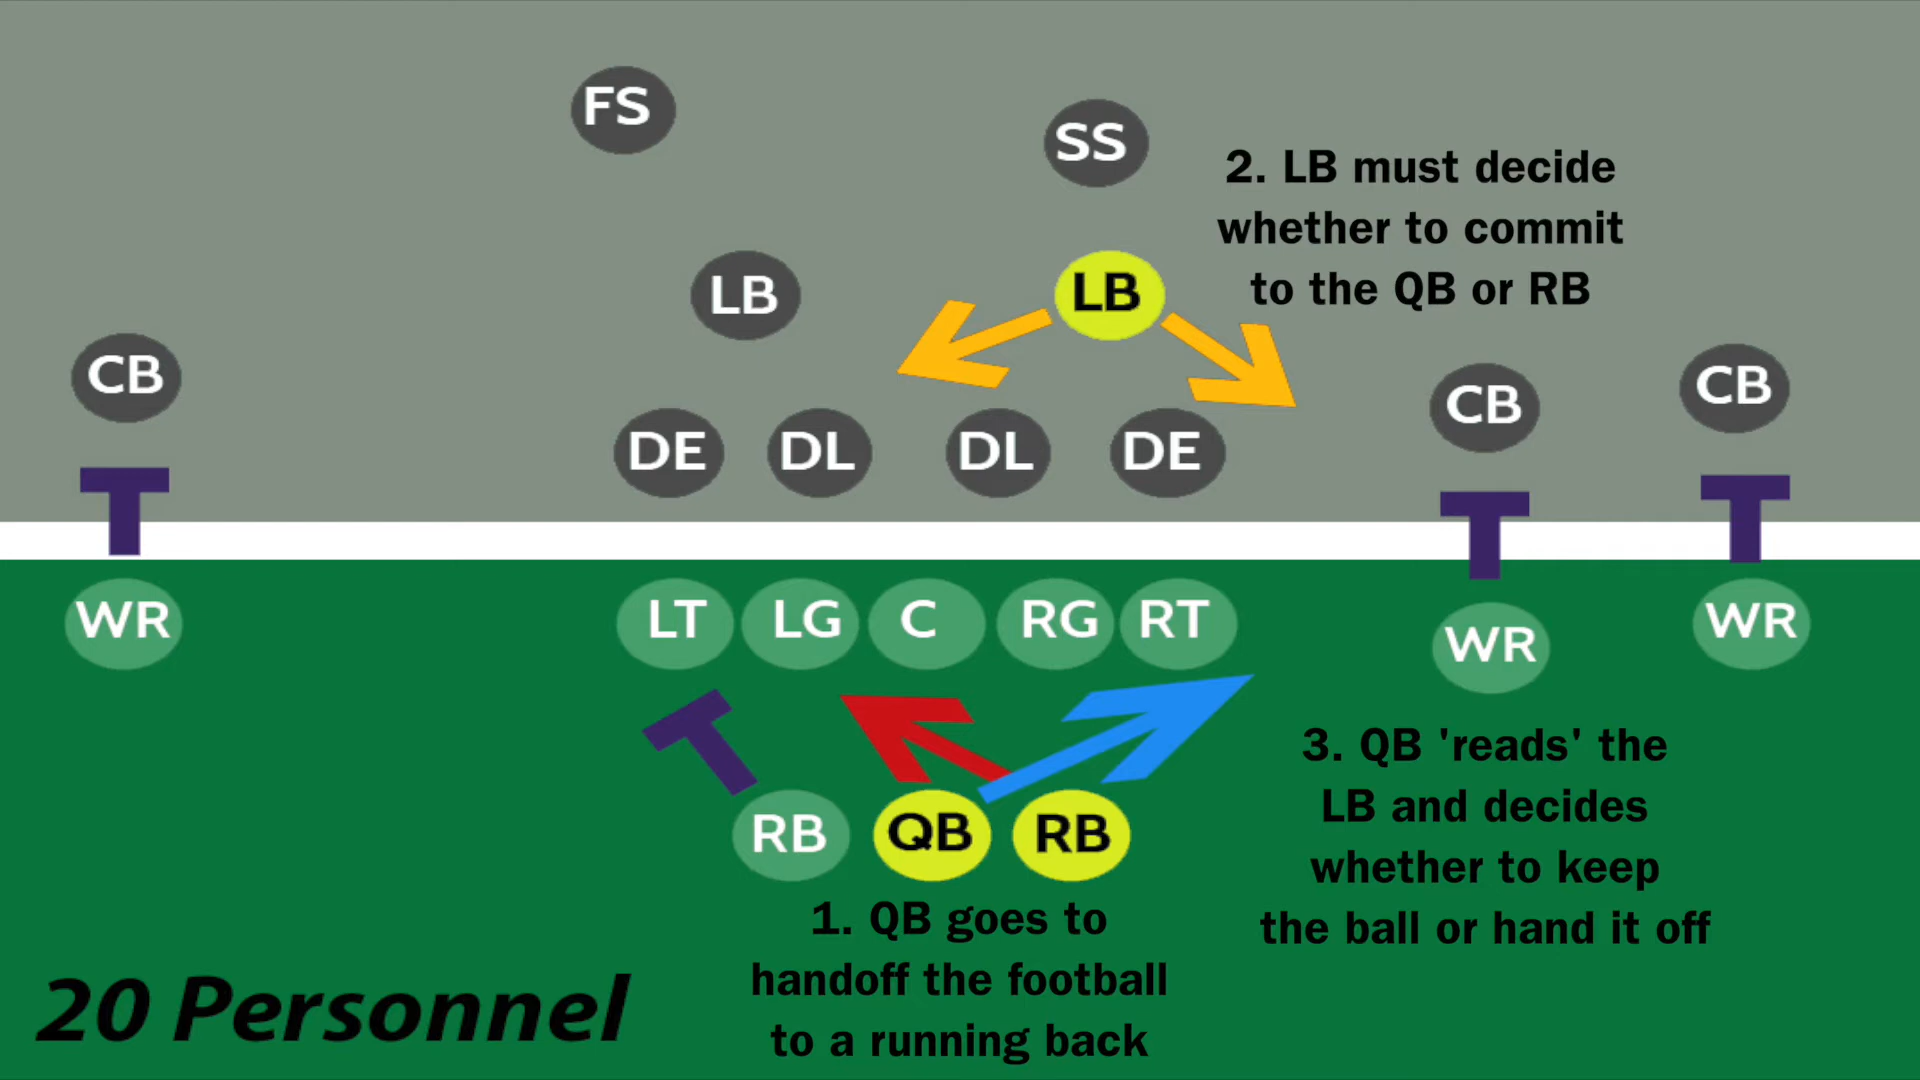 FS
SS
2. LB must decide
whether to commit
to the QB or RB
LB
LB
CB
CB
CB
DE
DL
DL
DE
WR
LT
LG
C
RG
RT
WR
WR
RB
QB
RB
3. QB 'reads' the
LB and decides
whether to keep
the ball or hand it off
1. QB goes to
handoff the football
to a running back
20 Personnel